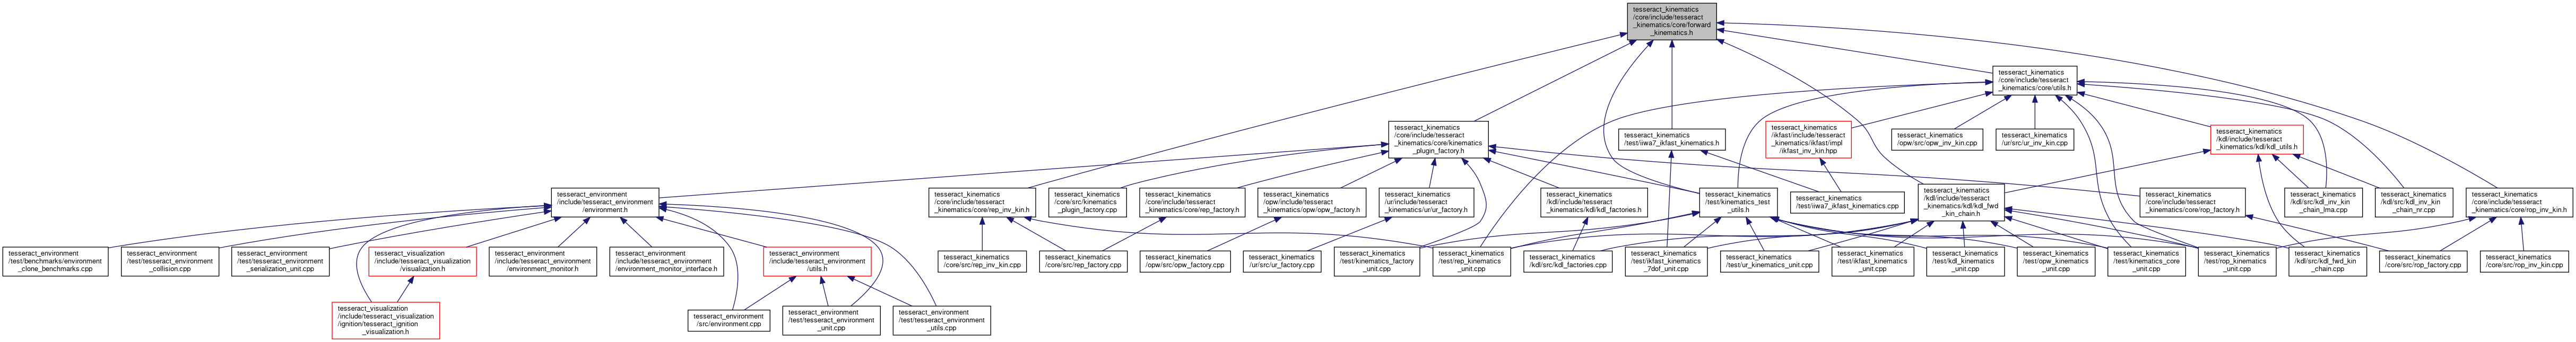 tesseract_kinematics
/core/include/tesseract
_kinematics/core/forward
_kinematics.h
tesseract_kinematics
/core/include/tesseract
_kinematics/core/utils.h
tesseract_kinematics
/core/include/tesseract
_kinematics/core/kinematics
_plugin_factory.h
tesseract_kinematics
/test/iiwa7_ikfast_kinematics.h
tesseract_kinematics
/ikfast/include/tesseract
_kinematics/ikfast/impl
/ikfast_inv_kin.hpp
tesseract_kinematics
/opw/src/opw_inv_kin.cpp
tesseract_kinematics
/ur/src/ur_inv_kin.cpp
tesseract_kinematics
/kdl/include/tesseract
_kinematics/kdl/kdl_utils.h
tesseract_environment
/include/tesseract_environment
/environment.h
tesseract_kinematics
/core/include/tesseract
_kinematics/core/rep_inv_kin.h
tesseract_kinematics
/core/src/kinematics
_plugin_factory.cpp
tesseract_kinematics
/core/include/tesseract
_kinematics/core/rep_factory.h
tesseract_kinematics
/opw/include/tesseract
_kinematics/opw/opw_factory.h
tesseract_kinematics
/ur/include/tesseract
_kinematics/ur/ur_factory.h
tesseract_kinematics
/kdl/include/tesseract
_kinematics/kdl/kdl_factories.h
tesseract_kinematics
/test/kinematics_test
_utils.h
tesseract_kinematics
/test/iiwa7_ikfast_kinematics.cpp
tesseract_kinematics
/kdl/include/tesseract
_kinematics/kdl/kdl_fwd
_kin_chain.h
tesseract_kinematics
/core/include/tesseract
_kinematics/core/rop_factory.h
tesseract_kinematics
/kdl/src/kdl_inv_kin
_chain_lma.cpp
tesseract_kinematics
/kdl/src/kdl_inv_kin
_chain_nr.cpp
tesseract_kinematics
/core/include/tesseract
_kinematics/core/rop_inv_kin.h
tesseract_environment
/test/benchmarks/environment
_clone_benchmarks.cpp
tesseract_environment
/test/tesseract_environment
_collision.cpp
tesseract_environment
/test/tesseract_environment
_serialization_unit.cpp
tesseract_visualization
/include/tesseract_visualization
/visualization.h
tesseract_environment
/include/tesseract_environment
/environment_monitor.h
tesseract_environment
/include/tesseract_environment
/environment_monitor_interface.h
tesseract_environment
/include/tesseract_environment
/utils.h
tesseract_kinematics
/core/src/rep_inv_kin.cpp
tesseract_kinematics
/core/src/rep_factory.cpp
tesseract_kinematics
/opw/src/opw_factory.cpp
tesseract_kinematics
/ur/src/ur_factory.cpp
tesseract_kinematics
/test/kinematics_factory
_unit.cpp
tesseract_kinematics
/test/rep_kinematics
_unit.cpp
tesseract_kinematics
/kdl/src/kdl_factories.cpp
tesseract_kinematics
/test/ikfast_kinematics
_7dof_unit.cpp
tesseract_kinematics
/test/ur_kinematics_unit.cpp
tesseract_kinematics
/test/ikfast_kinematics
_unit.cpp
tesseract_kinematics
/test/kdl_kinematics
_unit.cpp
tesseract_kinematics
/test/opw_kinematics
_unit.cpp
tesseract_kinematics
/test/kinematics_core
_unit.cpp
tesseract_kinematics
/test/rop_kinematics
_unit.cpp
tesseract_kinematics
/kdl/src/kdl_fwd_kin
_chain.cpp
tesseract_kinematics
/core/src/rop_factory.cpp
tesseract_kinematics
/core/src/rop_inv_kin.cpp
tesseract_visualization
/include/tesseract_visualization
/ignition/tesseract_ignition
_visualization.h
tesseract_environment
/src/environment.cpp
tesseract_environment
/test/tesseract_environment
_unit.cpp
tesseract_environment
/test/tesseract_environment
_utils.cpp